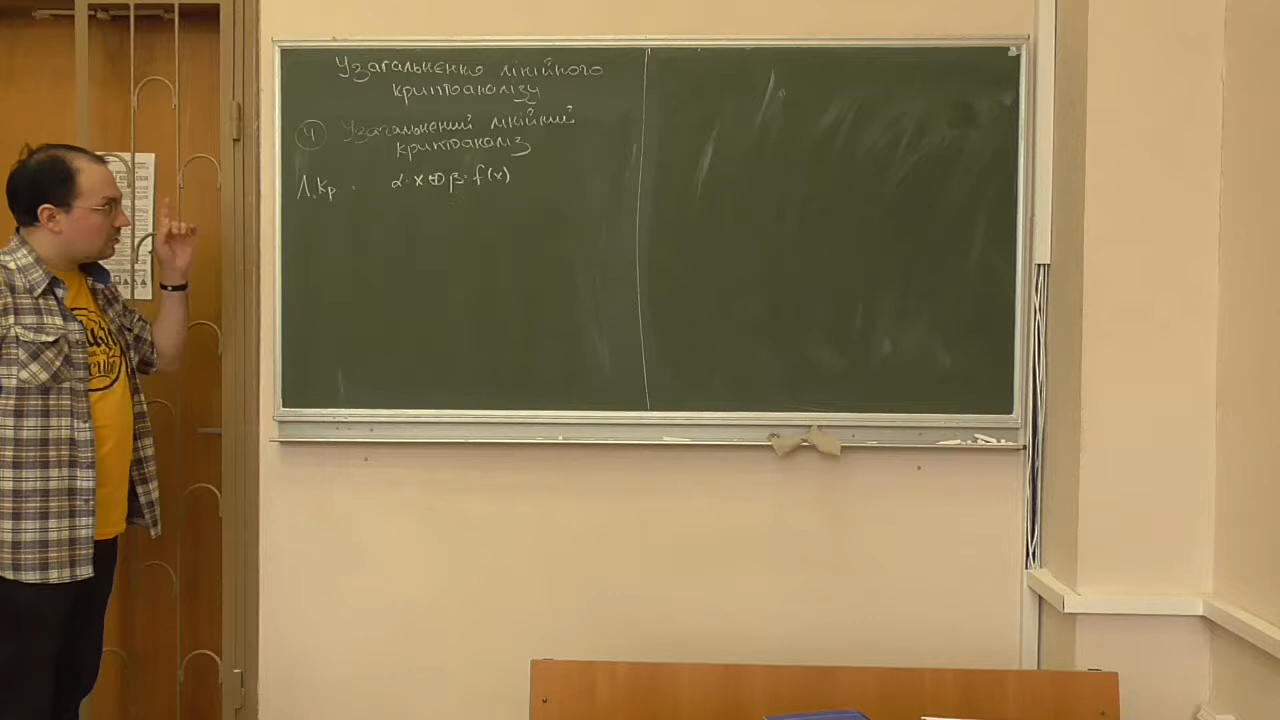 Узагальнення лінійного
криптоаналізу
4 Узагальнений лінійний
криптоаналіз
Л.кр. α·x⊕β·f(x)